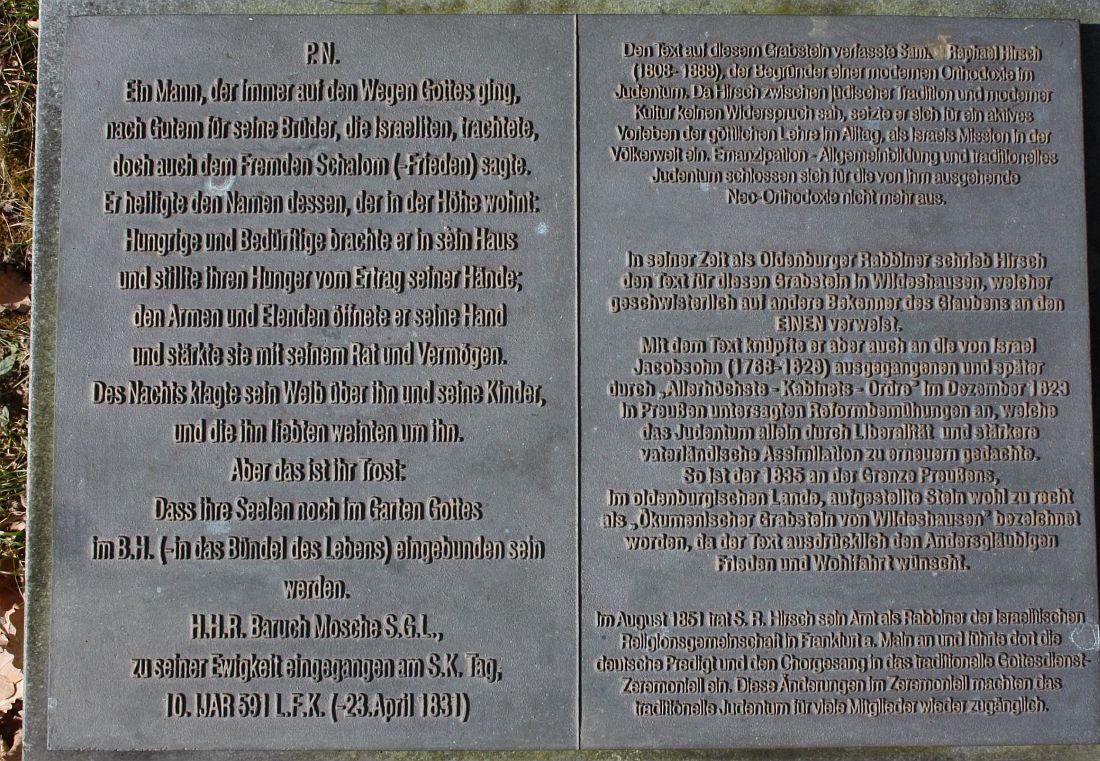 P.N.
Ein Mann, der immer auf den Wegen Gottes ging,
nach Gutem für seine Brüder, die Israeliten, trachtete,
doch auch dem Fremden Schalom (-Frieden) sagte.
Er heiligte den Namen dessen, der in der Höhe wohnt:
Hungrige und Bedürftige brachte er in sein Haus
und stillte ihren Hunger vom Ertrag seiner Hände;
den Armen und Elenden öffnete er seine Hand
und stärkte sie mit seinem Rat und Vermögen.
Des Nachts klagte sein Weib über ihn und seine Kinder,
und die ihn liebten weinten um ihn.
Aber das ist ihr Trost:
Dass ihre Seelen noch im Garten Gottes
im B.H. (-in das Bündel des Lebens) eingebunden sein
werden.
H.H.R. Baruch Mosche S.G.L.,
zu seiner Ewigkeit eingegangen am S.K. Tag,
10. IJAR 591 L.F.K. (-23.April 1831)
Den Text auf diesem Grabstein verfasste Raphael Hirsch
(1808-1888), der Begründer einer modernen Orthodoxie im
Judentum. Da Hirsch zwischen jüdischer Tradition und moderner
Kultur keinen Widerspruch sah, setzte er sich für ein aktives
Vorleben der göttlichen Lehre im Alltag, als Israels Mission in der
Völkerwelt ein. Emanzipation - Allgemeinbildung und traditionelles
Judentum schlossen sich für die von ihm ausgehende
Neo-Orthodoxie nicht mehr aus.
In seiner Zeit als Oldenburger Rabbiner schrieb Hirsch
den Text für diesen Grabstein in Wildeshausen, welcher
geschwisterlich auf andere Bekenner des Glaubens an den
EINEN verweist.
Mit dem Text knüpfte er aber auch an die von Israel
Jacobsohn (1768-1828) ausgegangenen und später
durch „Allerhöchste - Kabinets - Ordre" im Dezember 1823
in Preußen untersagten Reformbemühungen an, welche
das Judentum allein durch Liberalität und stärkere
vaterländische Assimilation zu erneuern gedachte.
So ist der 1835 an der Grenze Preußens,
im oldenburgischen Lande, aufgestellte Stein wohl zu recht
als „Ökumenischer Grabstein von Wildeshausen" bezeichnet
worden, da der Text ausdrücklich den Andersgläubigen
Frieden und Wohlfahrt wünscht.
Im August 1851 trat S. R. Hirsch sein Amt als Rabbiner der Israelitischen
Religionsgemeinschaft in Frankfurt a. Main an und führte dort die
deutsche Predigt und den Chorgesang in das traditionelle Gottesdienst-
Zeremoniell ein. Diese Änderungen im Zeremoniell machten das
traditionelle Judentum für viele Mitglieder wieder zugänglich.